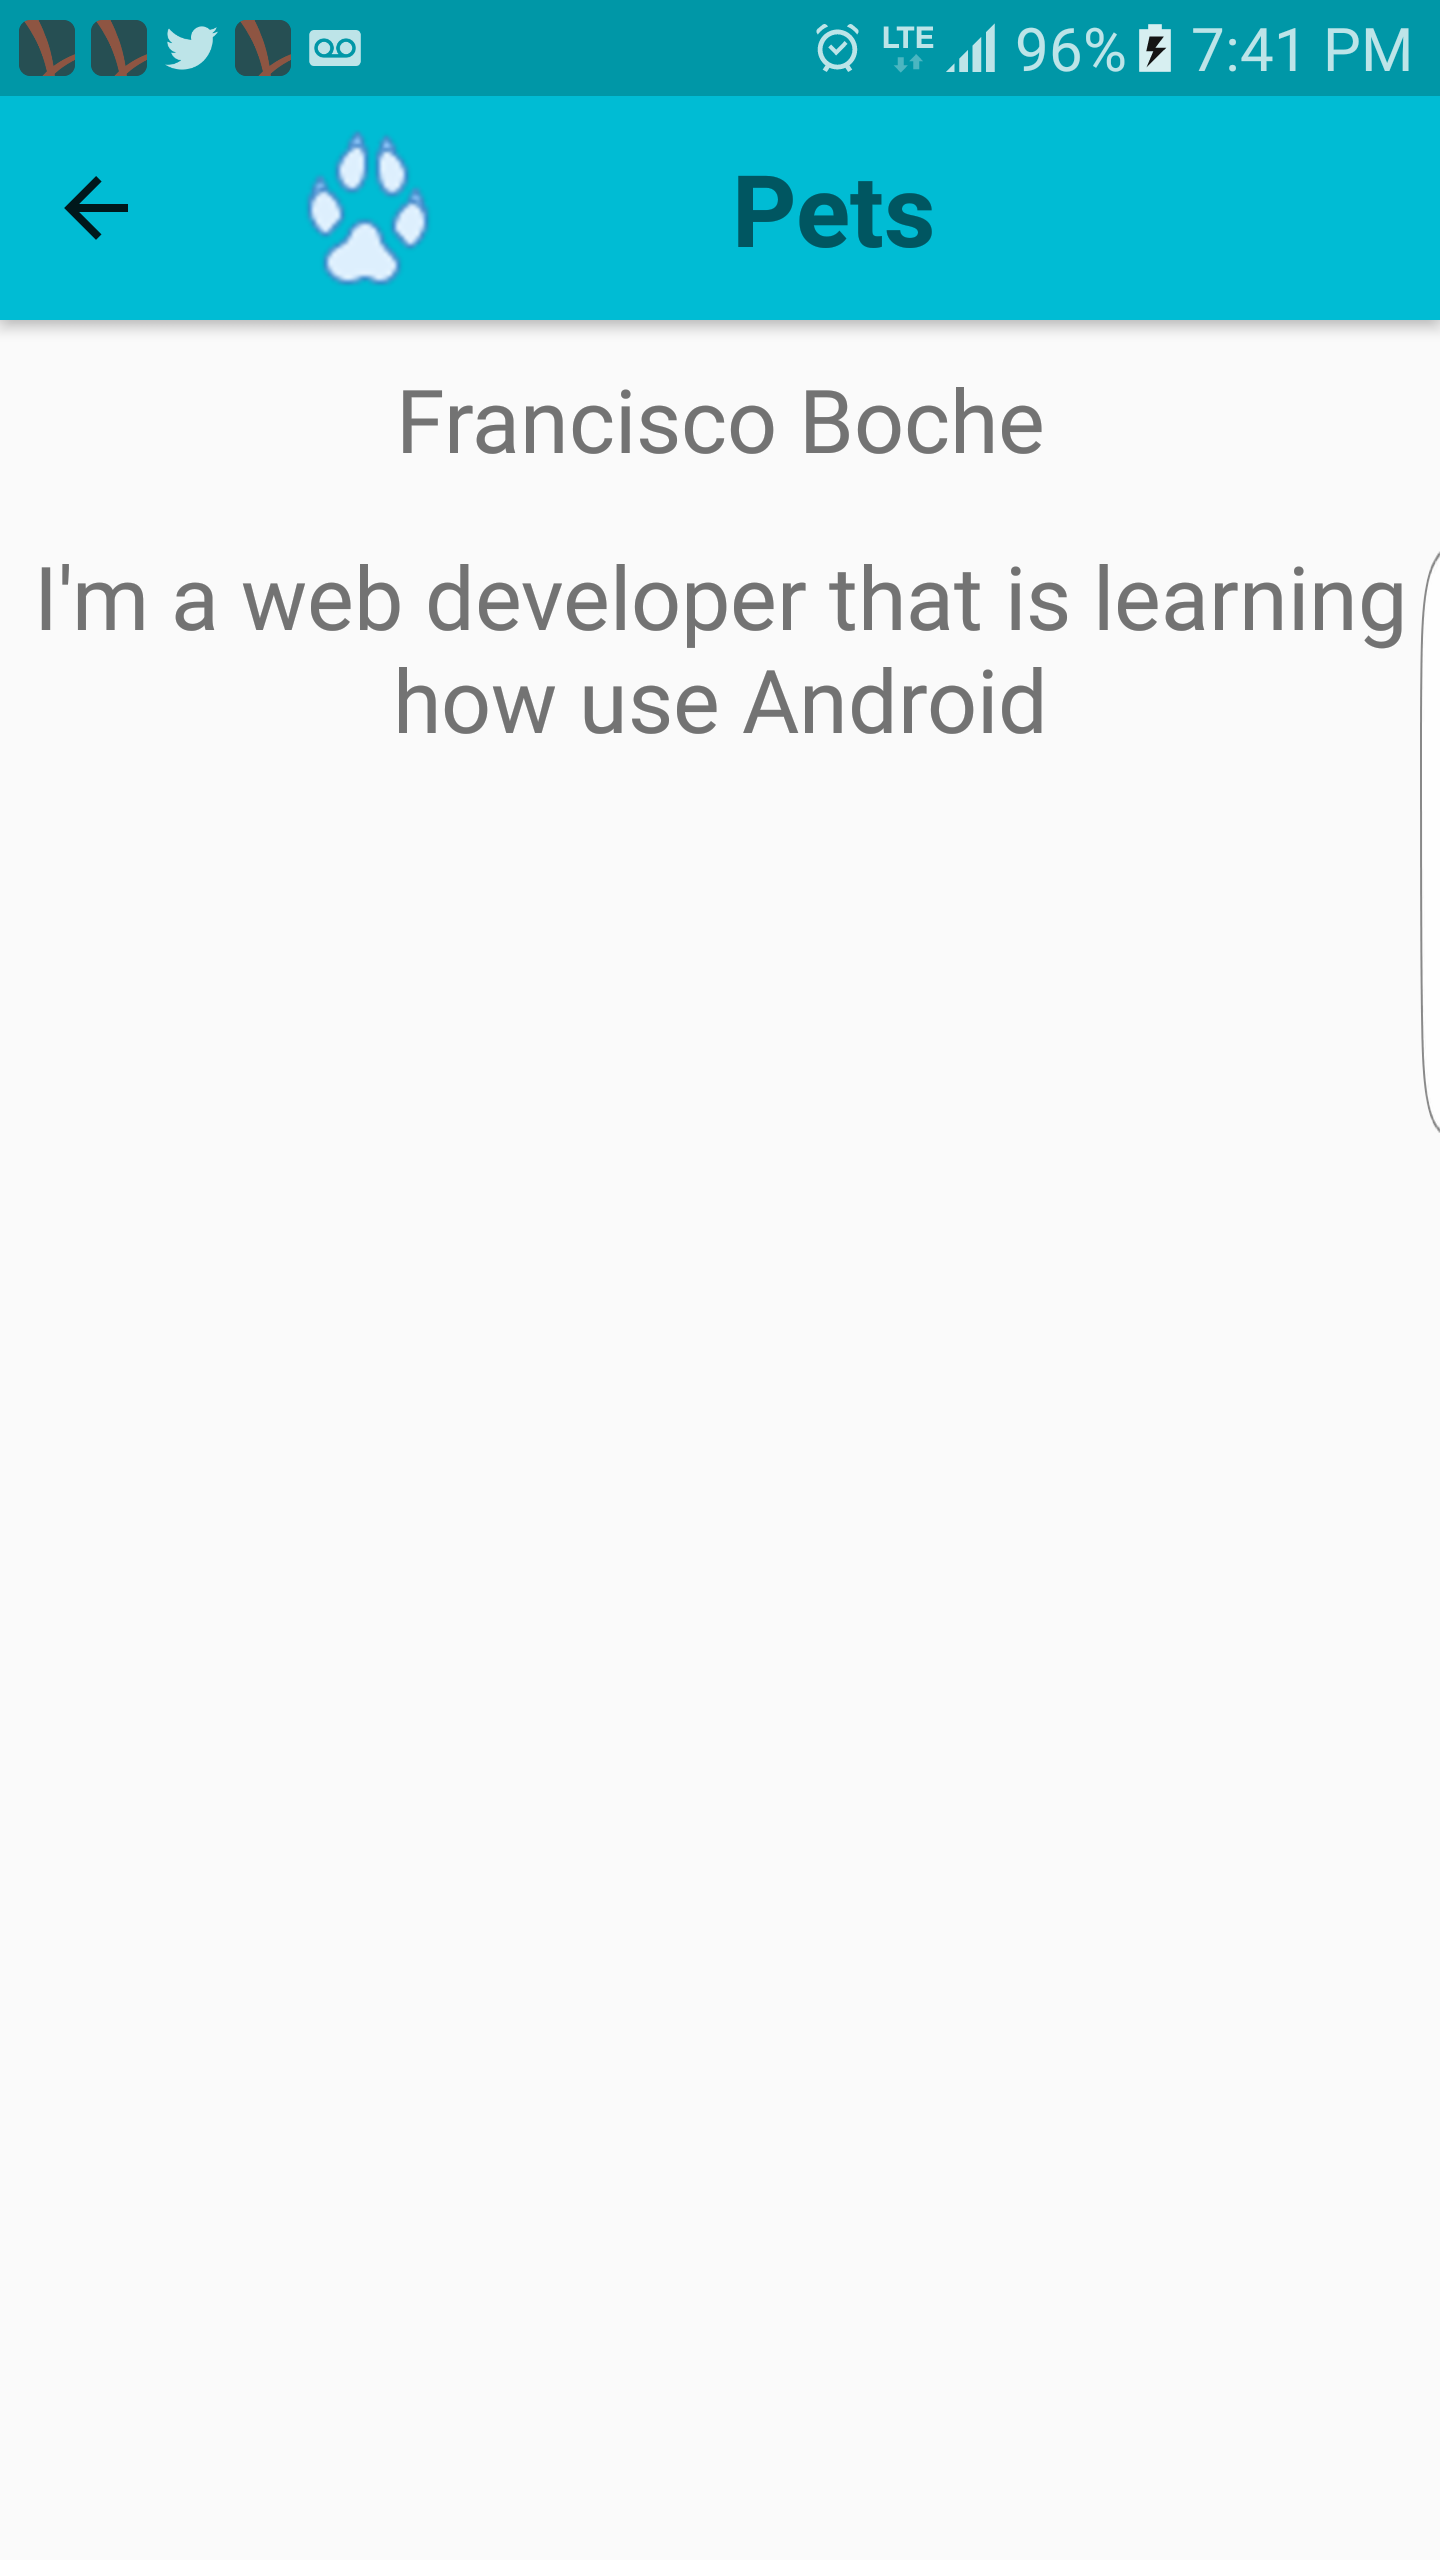 LTE 96% 7:41 PM
Pets
Francisco Boche
I'm a web developer that is learning
how use Android